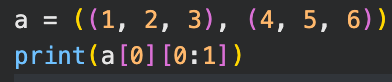 a = ((1, 2, 3), (4, 5, 6))
print(a[0][0:1])